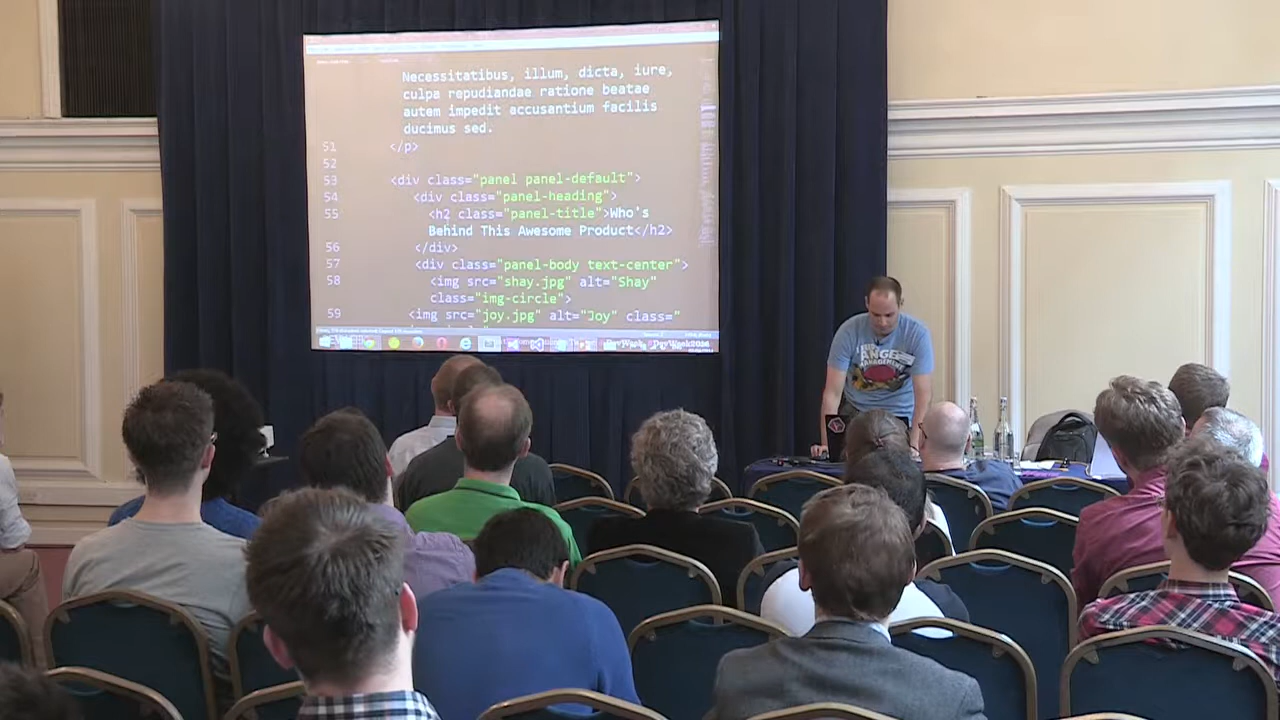 Necessitatibus, illum, dicta, iure,
culpa repudiandae ratione beatae
autem impedit accusantium facilis
ducimus sed.
51 </p>
52
53 <div class="panel panel-default">
54 <div class="panel-heading">
55 <h2 class="panel-title">Who's
Behind This Awesome Product</h2>
56 </div>
57 <div class="panel-body text-center">
58 <img src="shay.jpg" alt="Shay"
class="img-circle">
59 <img src="joy.jpg" alt="Joy" class="
DevWeek
ANGER
MANAGEMENT